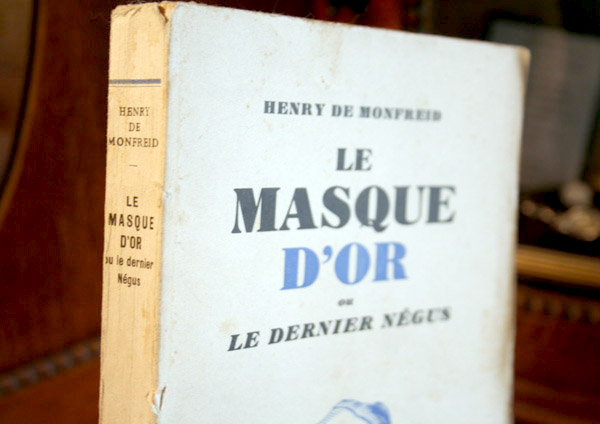 HENRY
DE
MONFREID
LE
MASQUE
D'OR
ou le dernier
Négus
HENRY DE MONFREID
LE
MASQUE
D'OR
ou
LE DERNIER NÉGUS